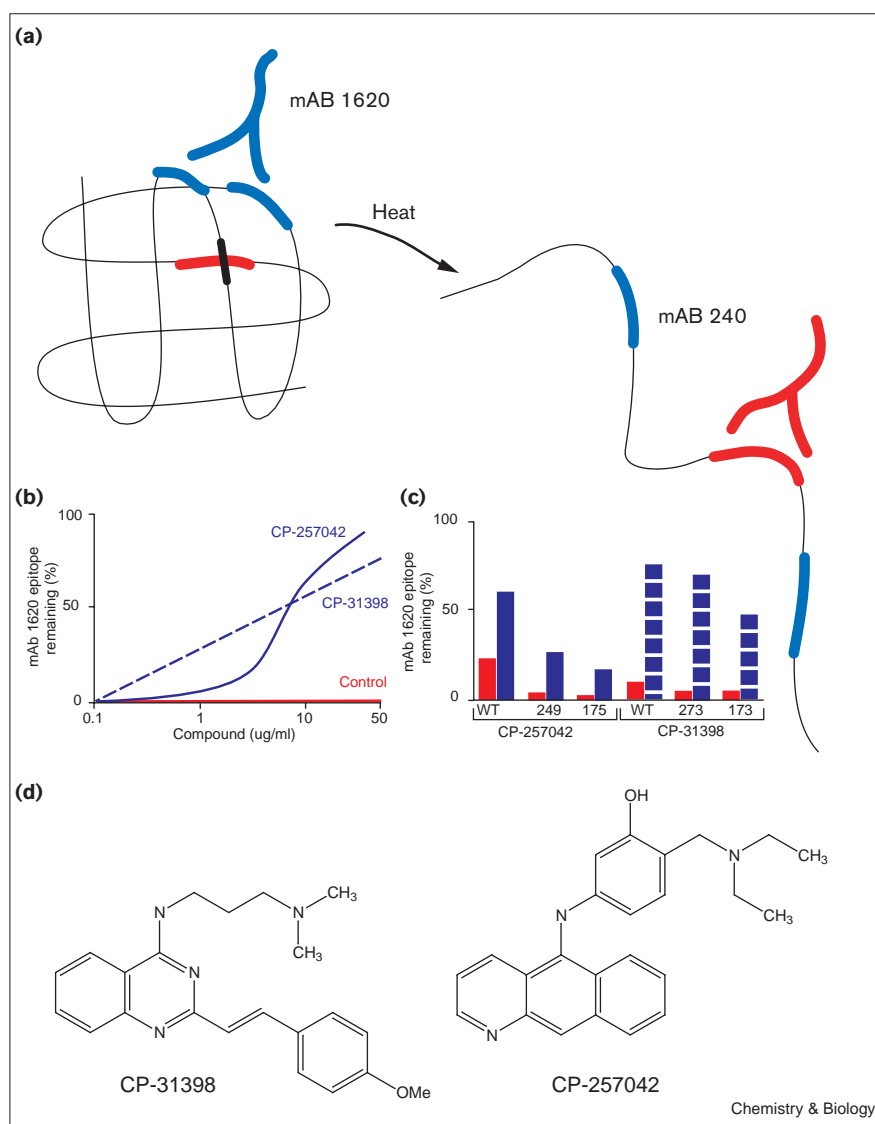 (a)
mAB 1620
Heat
mAB 240
(b)
100
50
0
mAb 1620 epitope
remaining (%)
CP-257042
CP-31398
Control
0.1 1 10 50
Compound (ug/ml)
(c)
100
50
0
mAb 1620 epitope
remaining (%)
WT 249 175 WT 273 173
CP-257042 CP-31398
(d)
N
N
CH3
CH3
N
N
OMe
CP-31398
OH
N
CH3
CH3
N
N
CP-257042
Chemistry & Biology